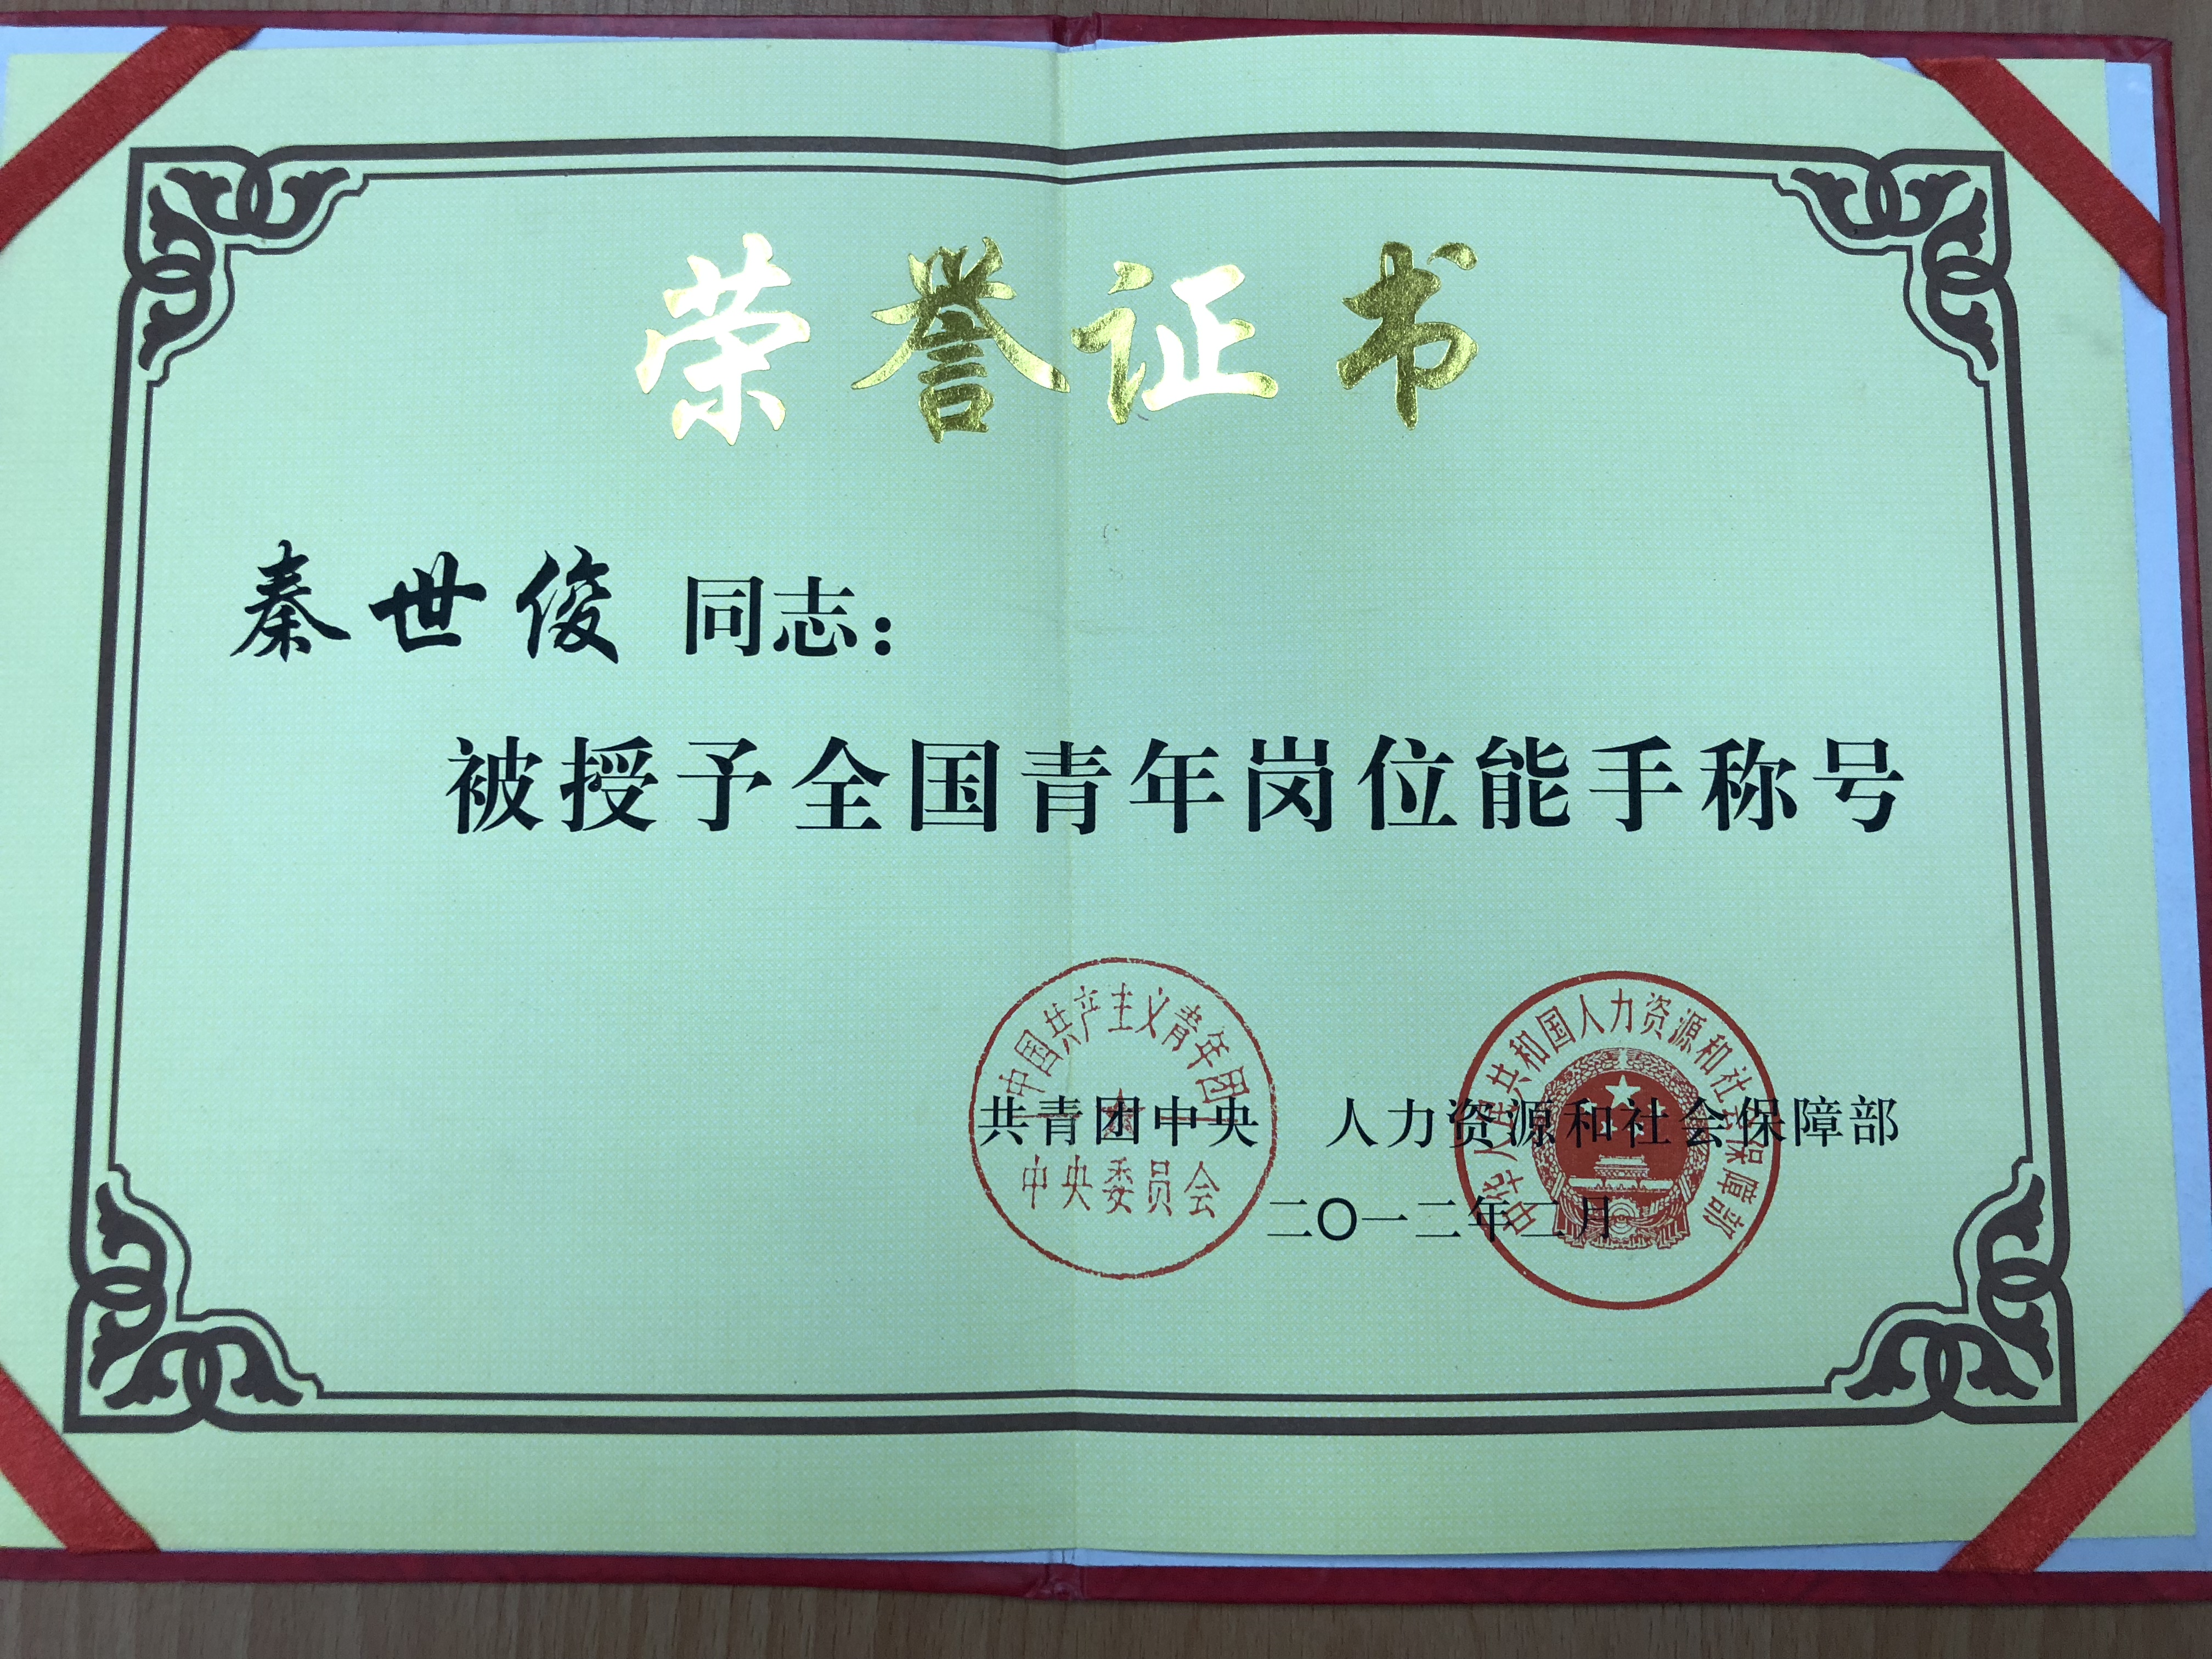 荣誉证书
秦世俊 同志：
被授予全国青年岗位能手称号
中国共产主义青年团
中央委员会
中华人民共和国人力资源和社会保障部
共青团中央 人力资源和社会保障部
二〇一二年二月